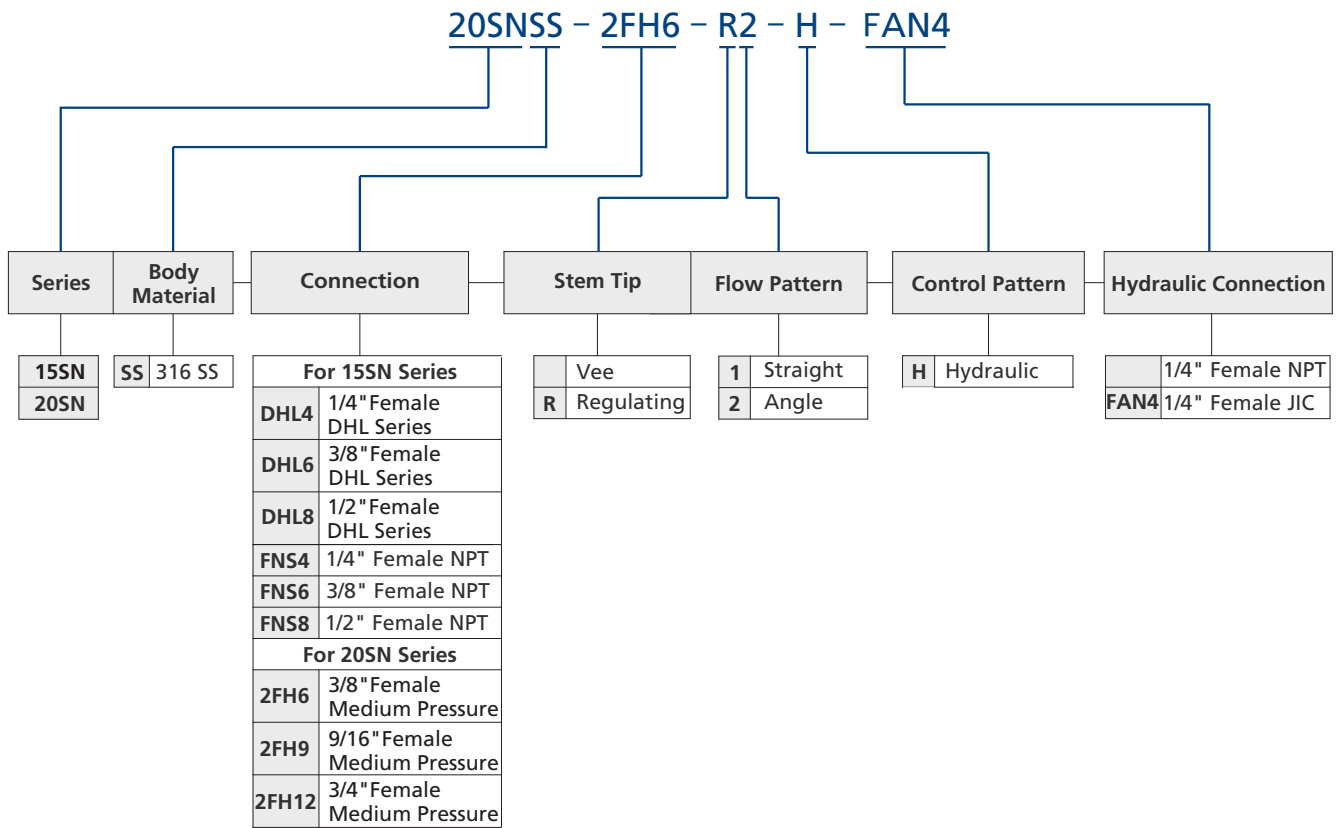 20SNSS – 2FH6 – R2 – H – FAN4
Series
Body
Material
Connection
Stem Tip
Flow Pattern
Control Pattern
Hydraulic Connection
15SN
20SN
SS 316 SS
For 15SN Series
DHL4 1/4"Female
DHL Series
DHL6 3/8"Female
DHL Series
DHL8 1/2"Female
DHL Series
FNS4 1/4" Female NPT
FNS6 3/8" Female NPT
FNS8 1/2" Female NPT
For 20SN Series
2FH6 3/8"Female
Medium Pressure
2FH9 9/16"Female
Medium Pressure
2FH12 3/4"Female
Medium Pressure
Vee
R Regulating
1 Straight
2 Angle
H Hydraulic
1/4" Female NPT
FAN4 1/4" Female JIC